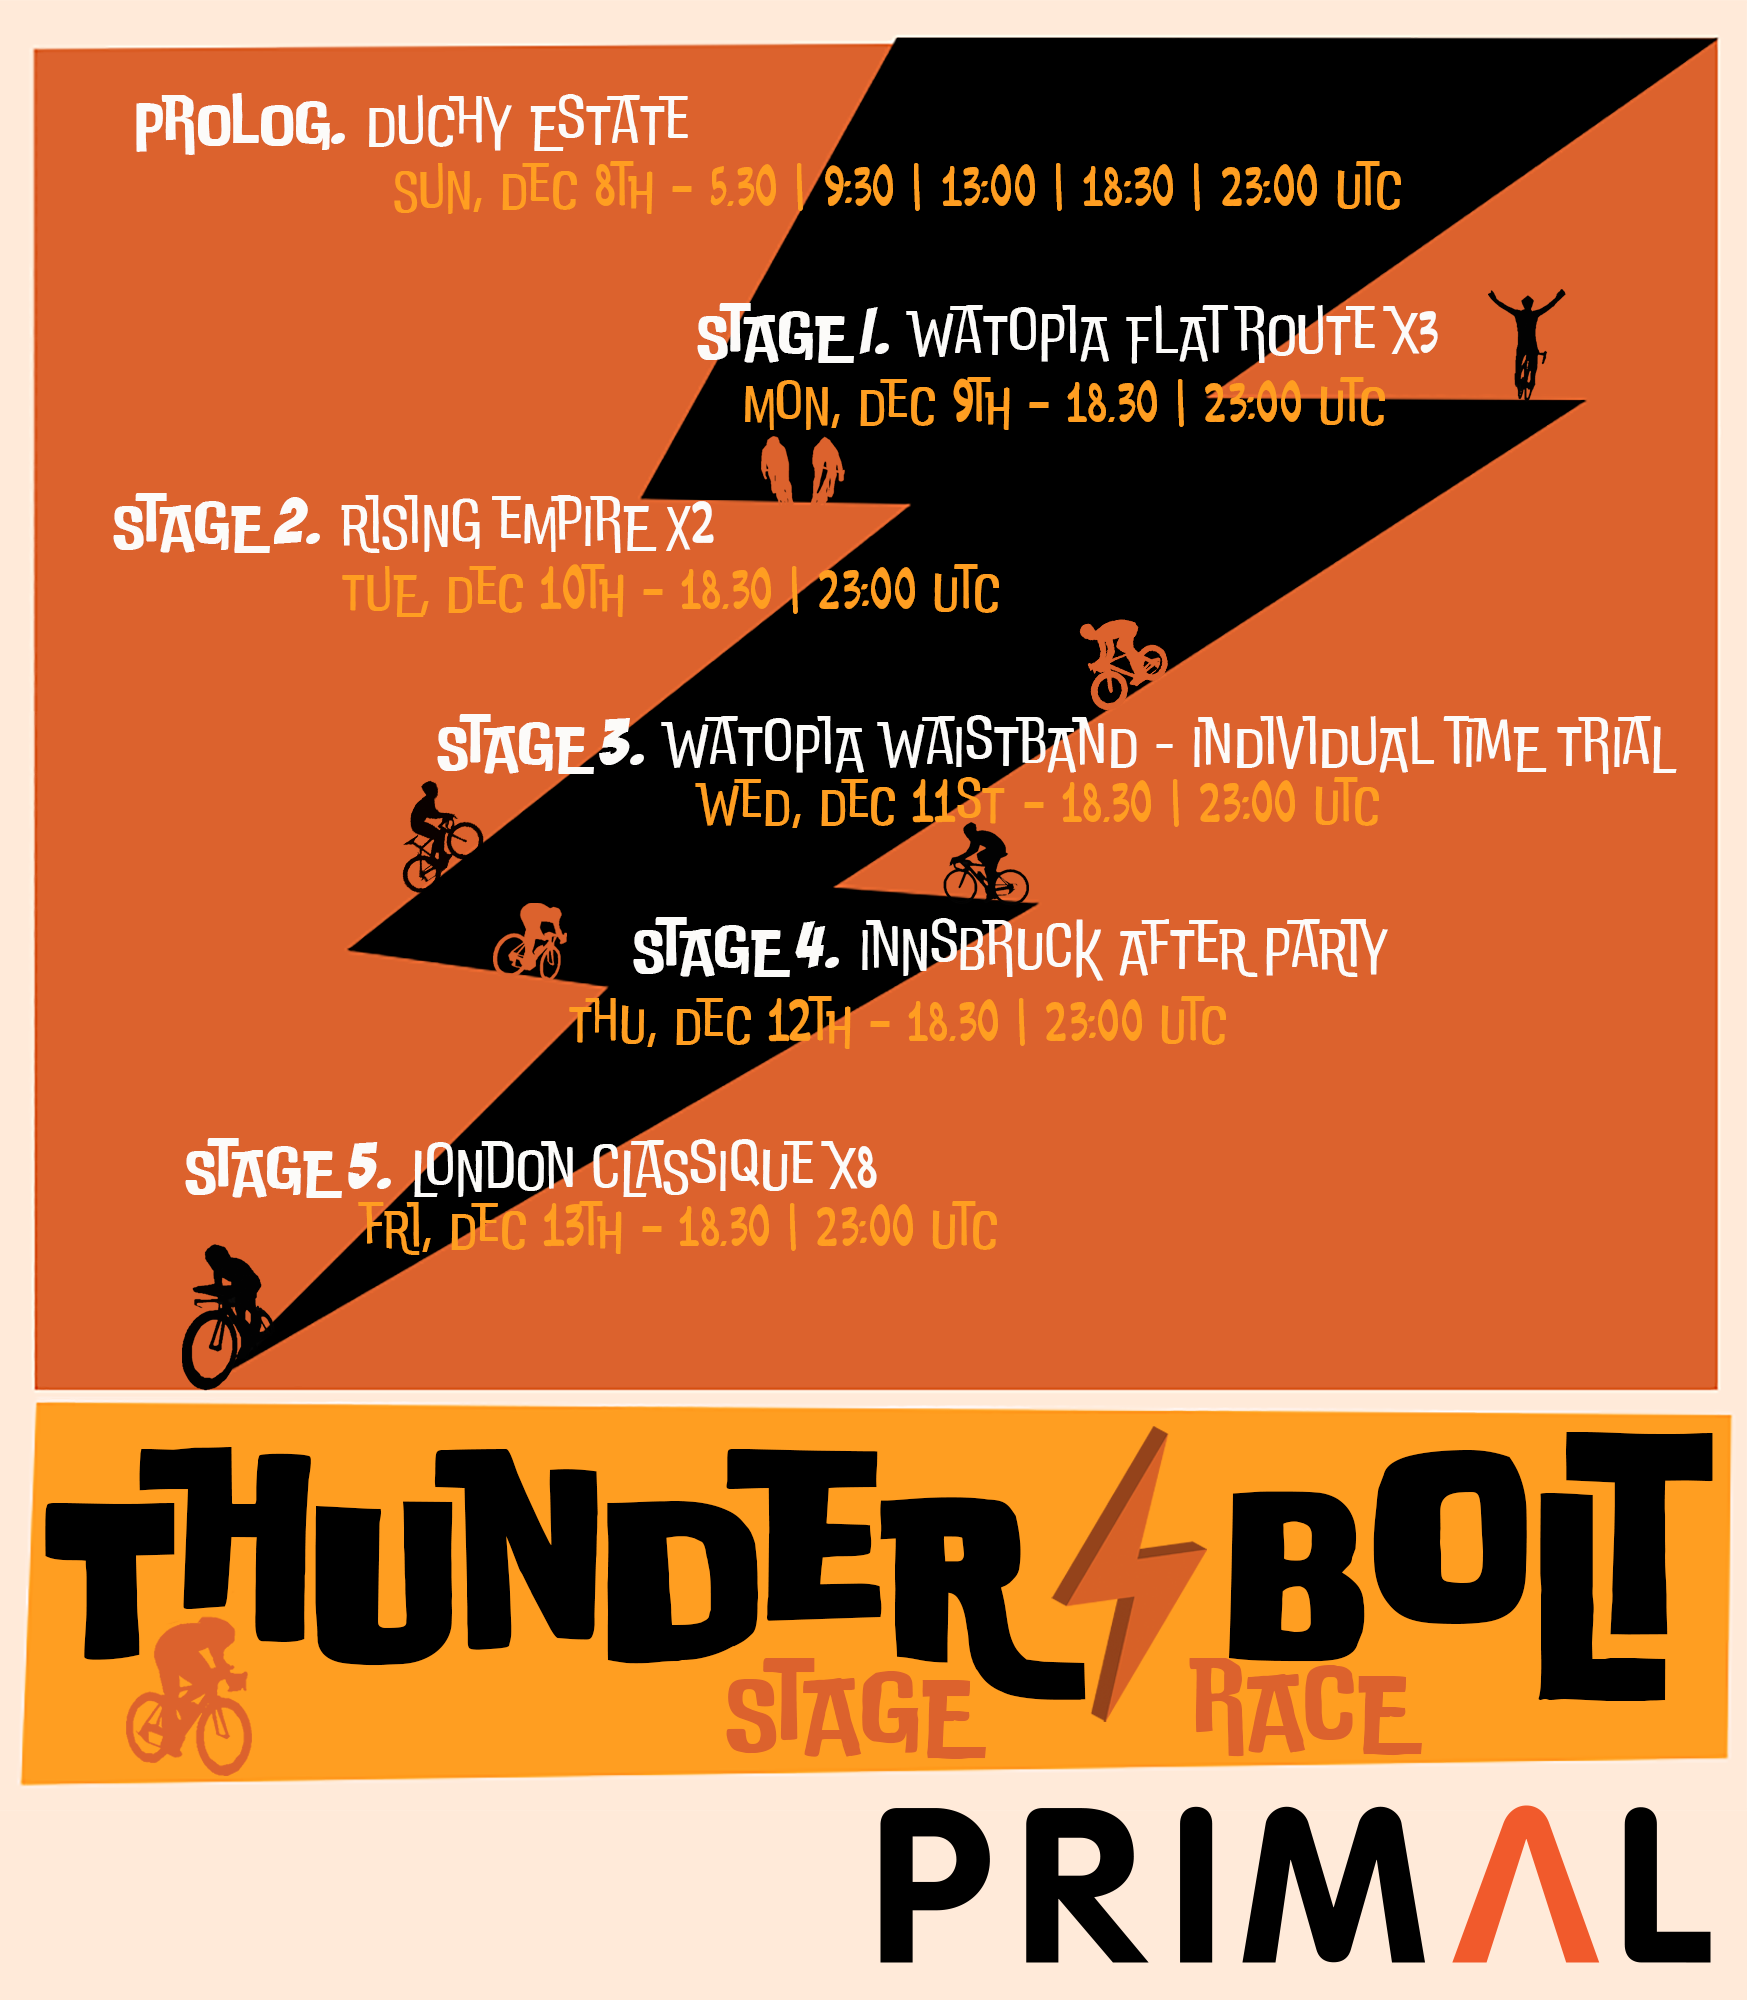 PROLOG. DUCHY ESTATE
SUN, DEC 8TH - 5.30 | 9:30 | 13:00 | 18:30 | 23:00 UTC
STAGE 1. WATOPIA FLAT ROUTE X3
MON, DEC 9TH - 18.30 | 23:00 UTC
STAGE 2. RISING EMPIRE X2
TUE, DEC 10TH - 18.30 | 23:00 UTC
STAGE 3. WATOPIA WAISTBAND - INDIVIDUAL TIME TRIAL
WED, DEC 11ST - 18.30 | 23:00 UTC
STAGE 4. INNSBRUCK AFTER PARTY
THU, DEC 12TH - 18.30 | 23:00 UTC
STAGE 5. LONDON CLASSIQUE X8
FRI, DEC 13TH - 18.30 | 23:00 UTC
THUNDER BOLT
STAGE RACE
PRIMAL